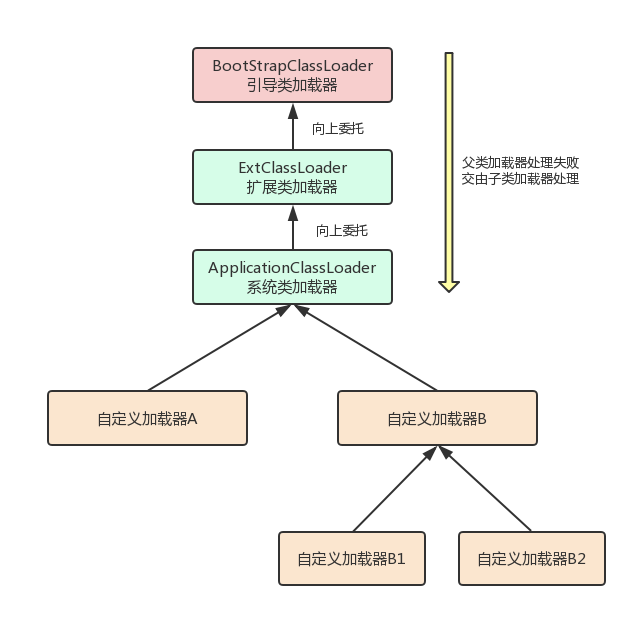 BootStrapClassLoader
引导类加载器
向上委托
ExtClassLoader
扩展类加载器
父类加载器处理失败
交由子类加载器处理
向上委托
ApplicationClassLoader
系统类加载器
自定义加载器A
自定义加载器B
自定义加载器B1
自定义加载器B2